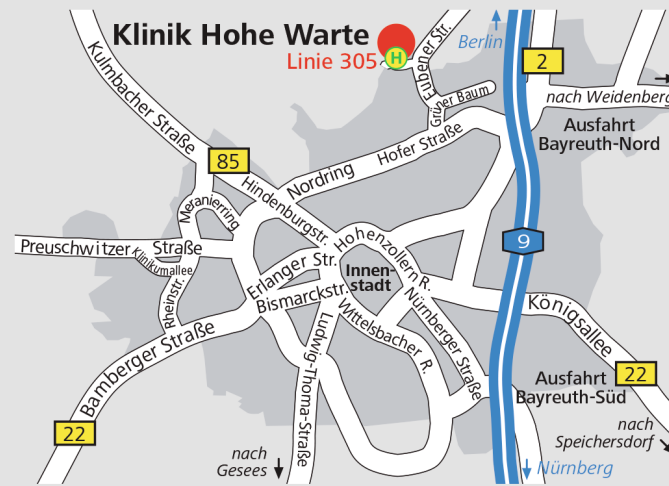 Klinik Hohe Warte
Linie 305
H
Eubener Str.
Berlin
2
nach Weidenberg
Grüner Baum
Ausfahrt
Bayreuth-Nord
Kulmbacher Straße
Hofer Straße
85
Nordring
Hindenburgstr.
Meranierring
Hohenzollern
R.
9
Preuschwitzer Straße
Klinikumallee
Rheinstr.
Erlanger Str.
Innen-
stadt
Bismarckstr.
Wittelsbacher R.
Nürnberger Straße
Königsallee
Bamberger Straße
Ludwig-Thoma-Straße
Ausfahrt
Bayreuth-Süd
22
22
nach
Speichersdorf
nach
Gesees
Nürnberg